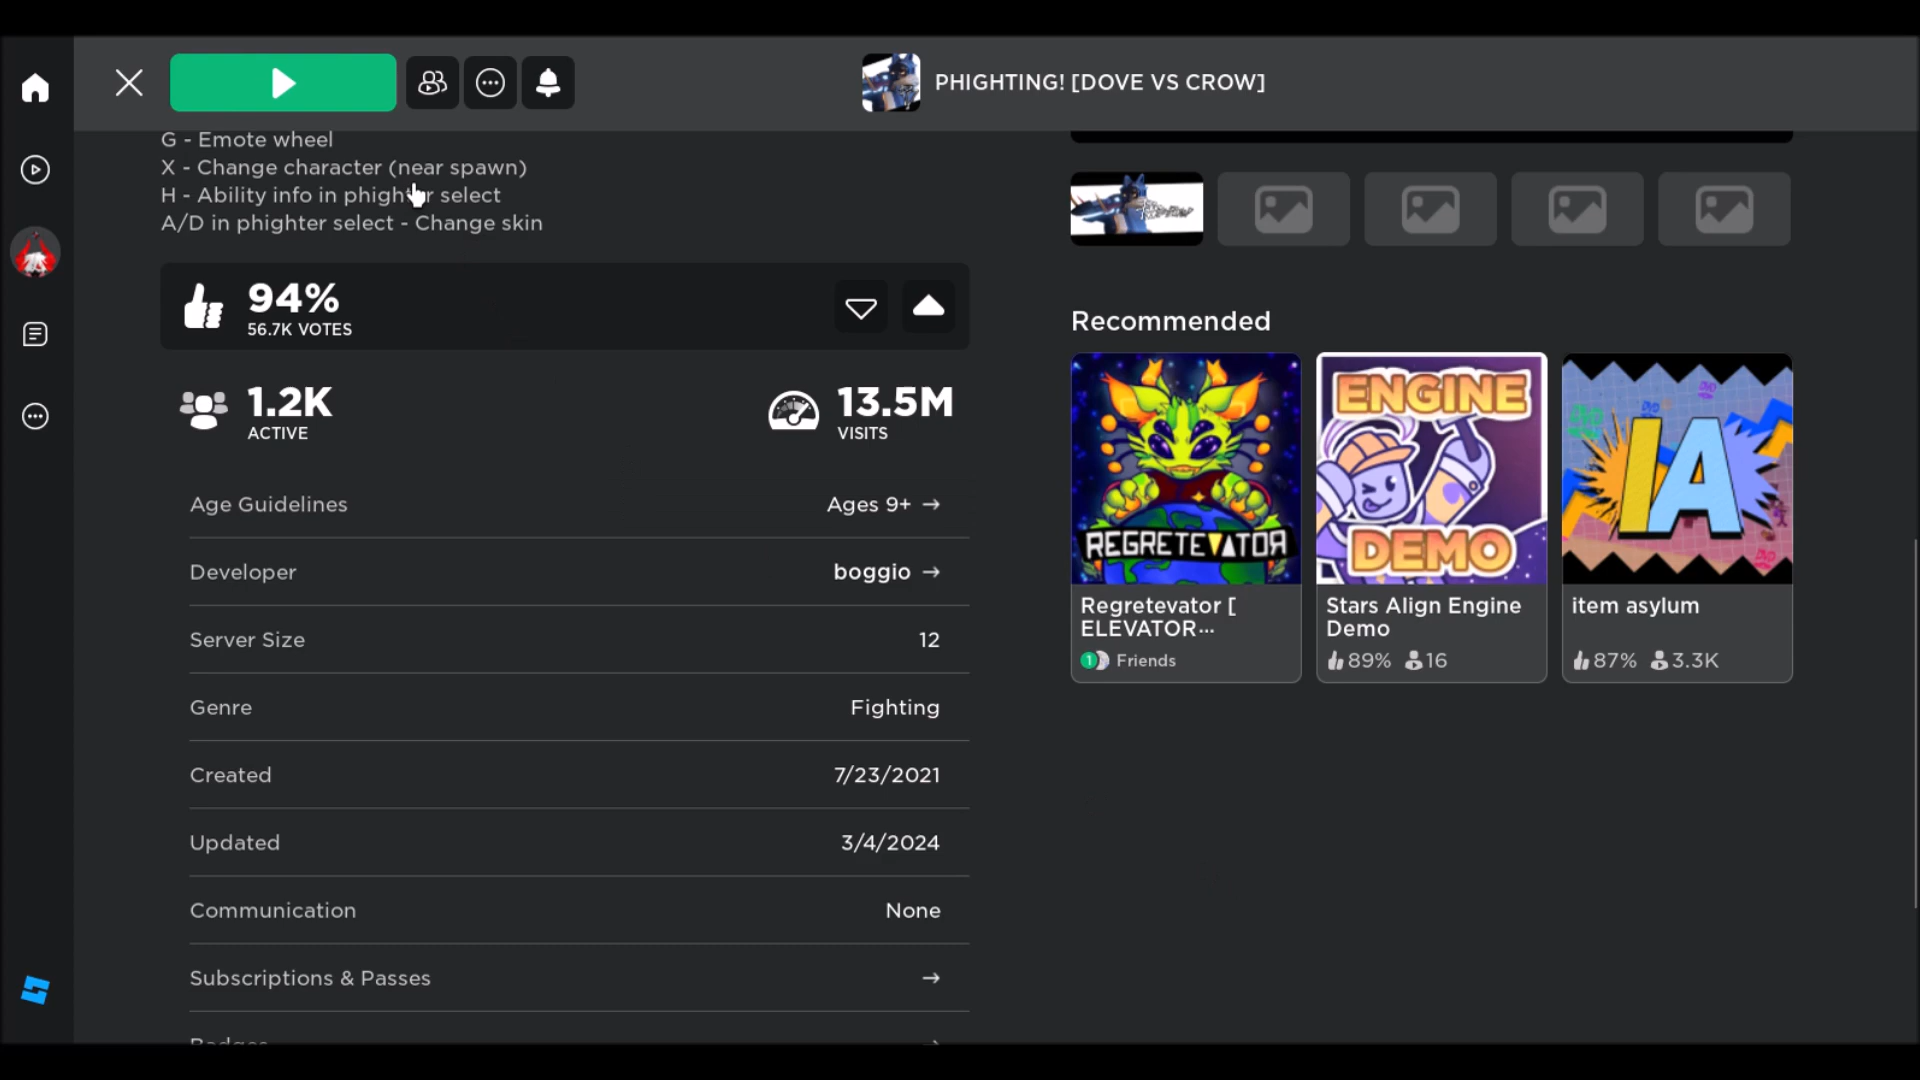 PHIGHTING! [DOVE VS CROW]
G - Emote wheel
X - Change character (near spawn)
H - Ability info in phighter select
A/D in phighter select - Change skin
94%
56.7K VOTES
1.2K
ACTIVE
13.5M
VISITS
Age Guidelines
Ages 9+ →
Developer
boggio →
Server Size
12
Genre
Fighting
Created
7/23/2021
Updated
3/4/2024
Communication
None
Subscriptions & Passes
→
Badges
Recommended
REGRETEVATOR
Regretevator [
ELEVATOR...
1 Friends
ENGINE
DEMO
Stars Align Engine
Demo
89% 16
IA
item asylum
87% 3.3K